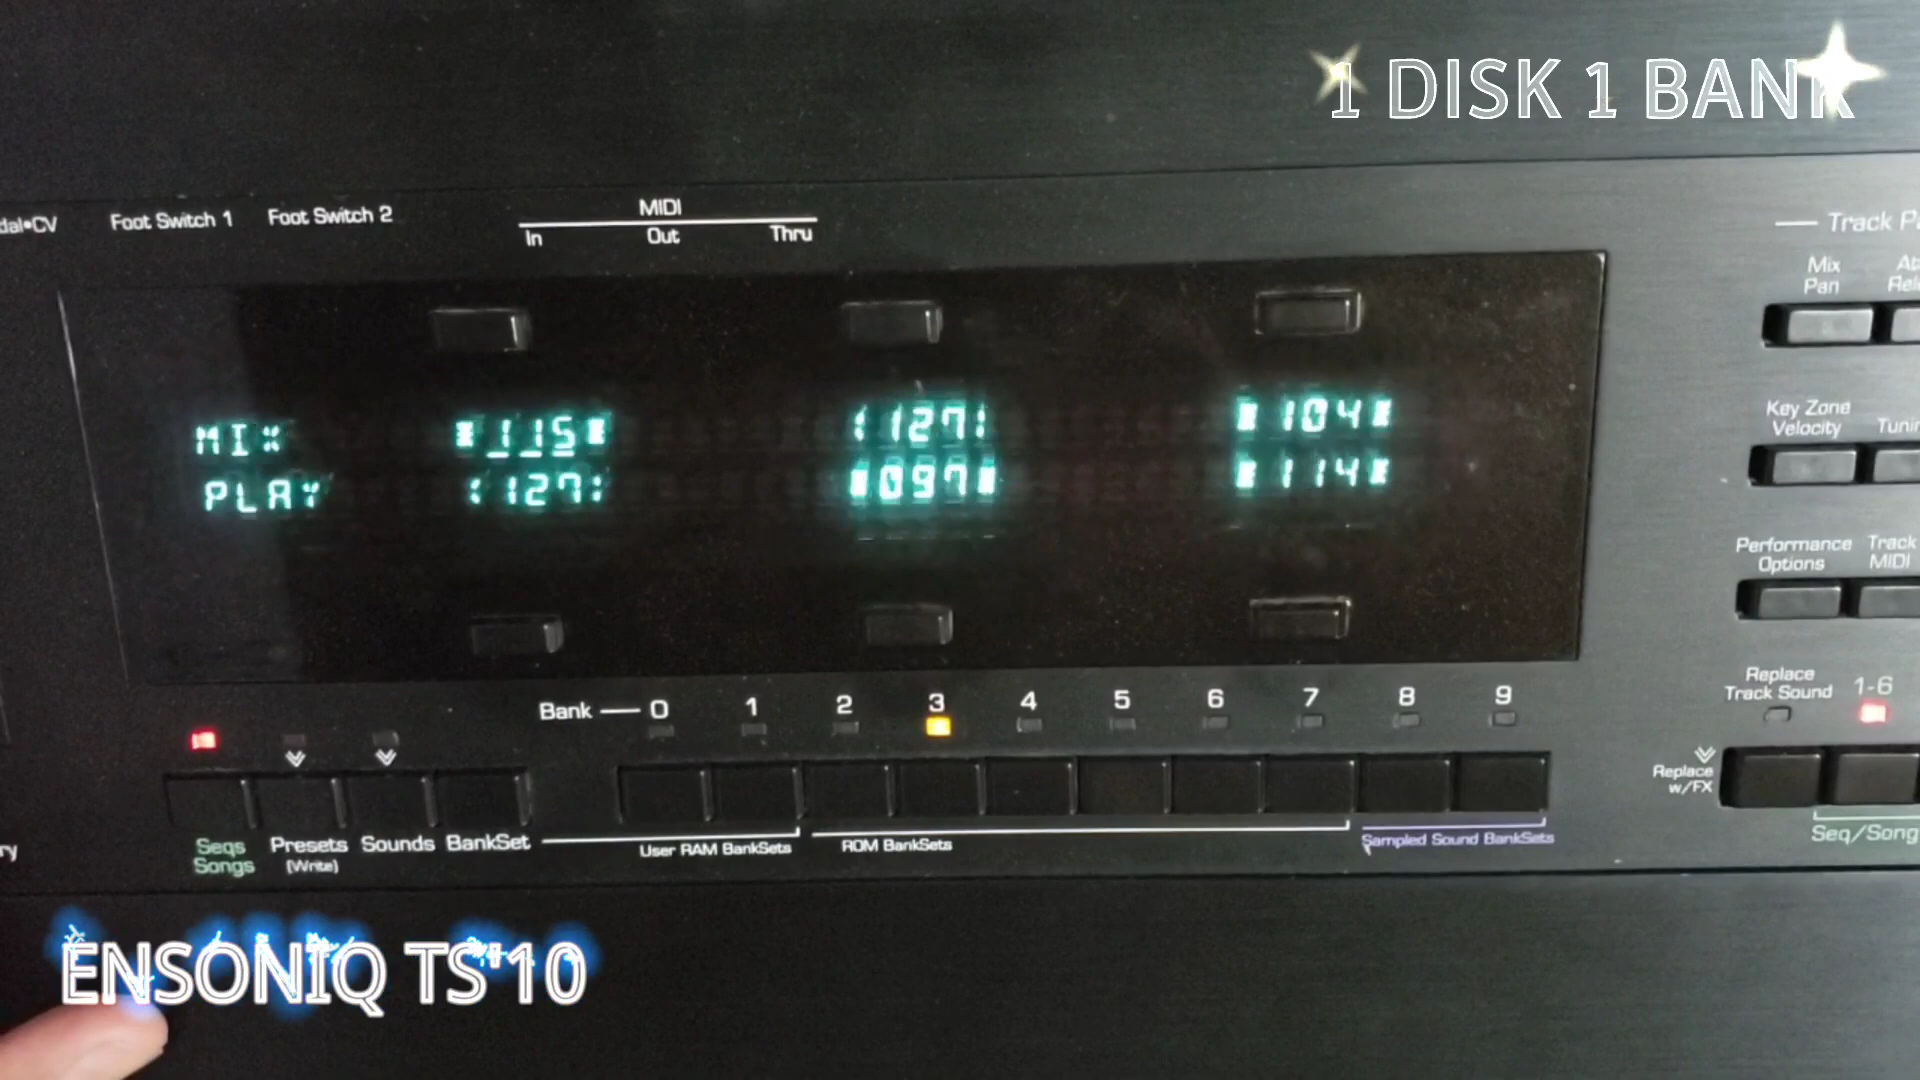 1 DISK 1 BANK
Foot Switch 1 Foot Switch 2
MIDI
In Out Thru
Mix
Pan
MIX *115* (127) *104*
PLAY (127) *097* *114*
Key Zone
Velocity
Performance
Options
Track
MIDI
Replace
Track Sound
1-6
Bank 0 1 2 3 4 5 6 7 8 9
Replace
w/FX
Seqs
Songs
Presets
(Write)
Sounds
BankSet
User RAM BankSets
ROM BankSets
Sampled Sound BankSets
Seq/Song
ENSONIQ TS'10